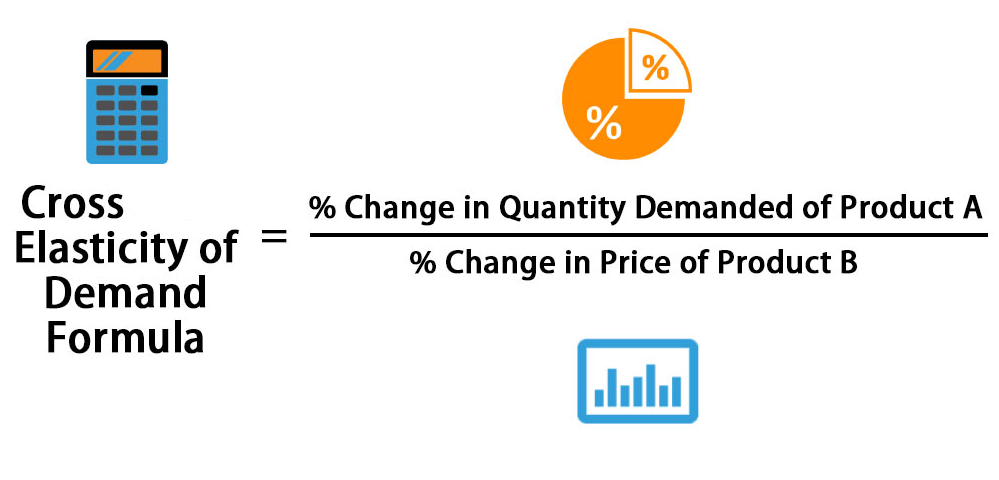 %
%
Cross
Elasticity of
Demand
Formula
=
% Change in Quantity Demanded of Product A
% Change in Price of Product B